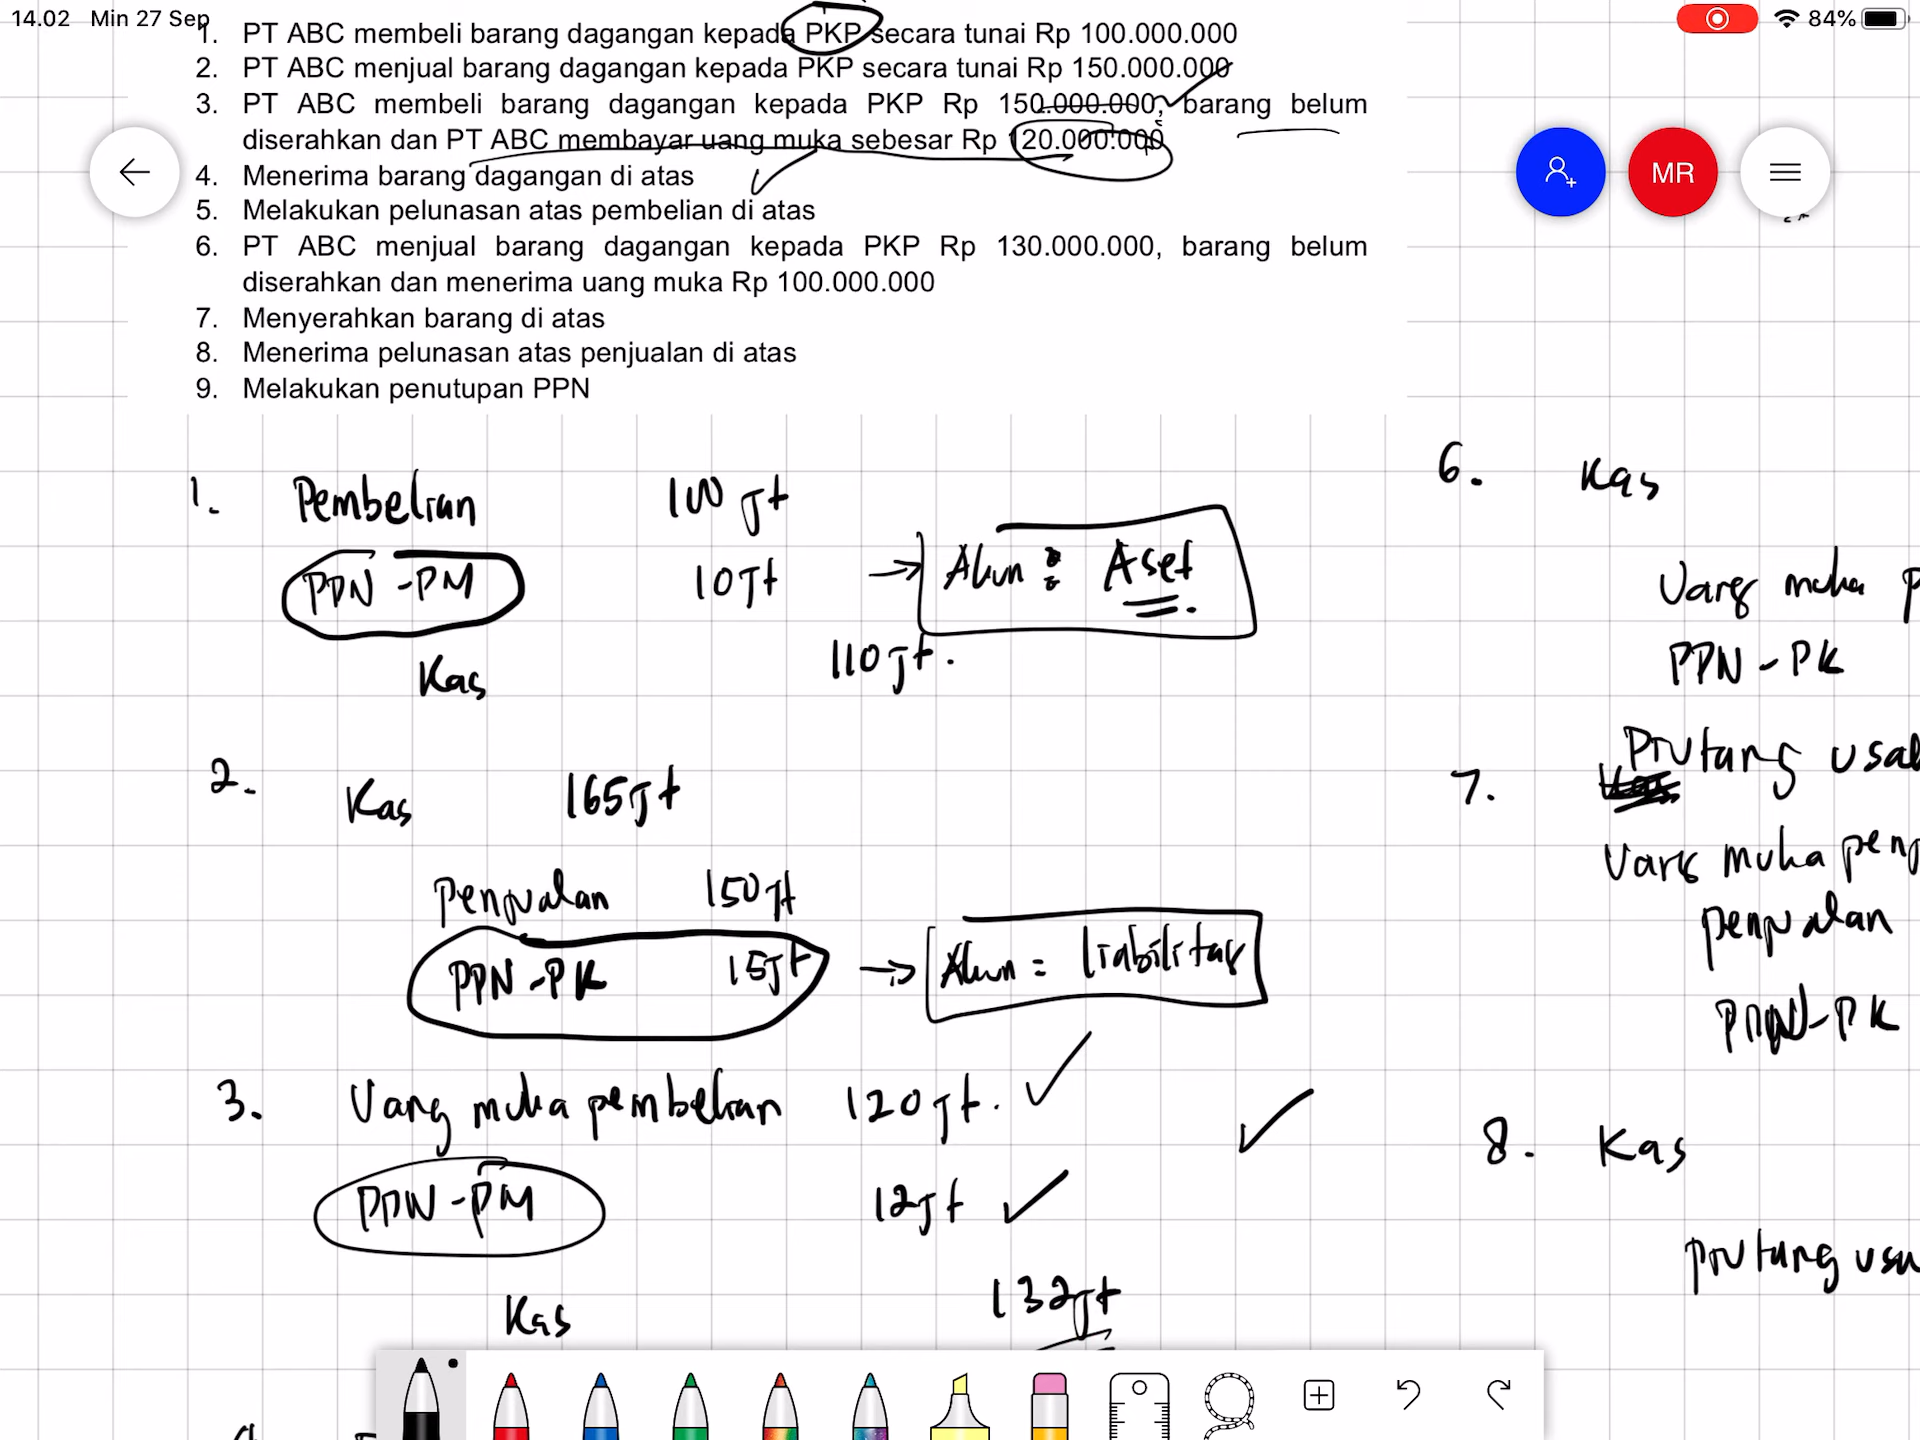 14.02 Min 27 Sep
84%
1. PT ABC membeli barang dagangan kepada PKP secara tunai Rp 100.000.000
2. PT ABC menjual barang dagangan kepada PKP secara tunai Rp 150.000.000
3. PT ABC membeli barang dagangan kepada PKP Rp 150.000.000, barang belum
diserahkan dan PT ABC membayar uang muka sebesar Rp 120.000.000
4. Menerima barang dagangan di atas
5. Melakukan pelunasan atas pembelian di atas
6. PT ABC menjual barang dagangan kepada PKP Rp 130.000.000, barang belum
diserahkan dan menerima uang muka Rp 100.000.000
7. Menyerahkan barang di atas
8. Menerima pelunasan atas penjualan di atas
9. Melakukan penutupan PPN
MR
1. Pembelian 100 Jt
PPN - PM 10 Jt → Akun : Aset
Kas 110 Jt.
2. Kas 165 Jt
Penjualan 150 Jt
PPN - PK 15 Jt → Akun = Liabilitas
3. Uang muka pembelian 120 Jt.
PPN - PM 12 Jt
Kas 132 Jt
6. Kas
Uang muka p
PPN - PK
7. Piutang usah
Uang muka penj
penjualan
PPN - PK
8. Kas
piutang usa